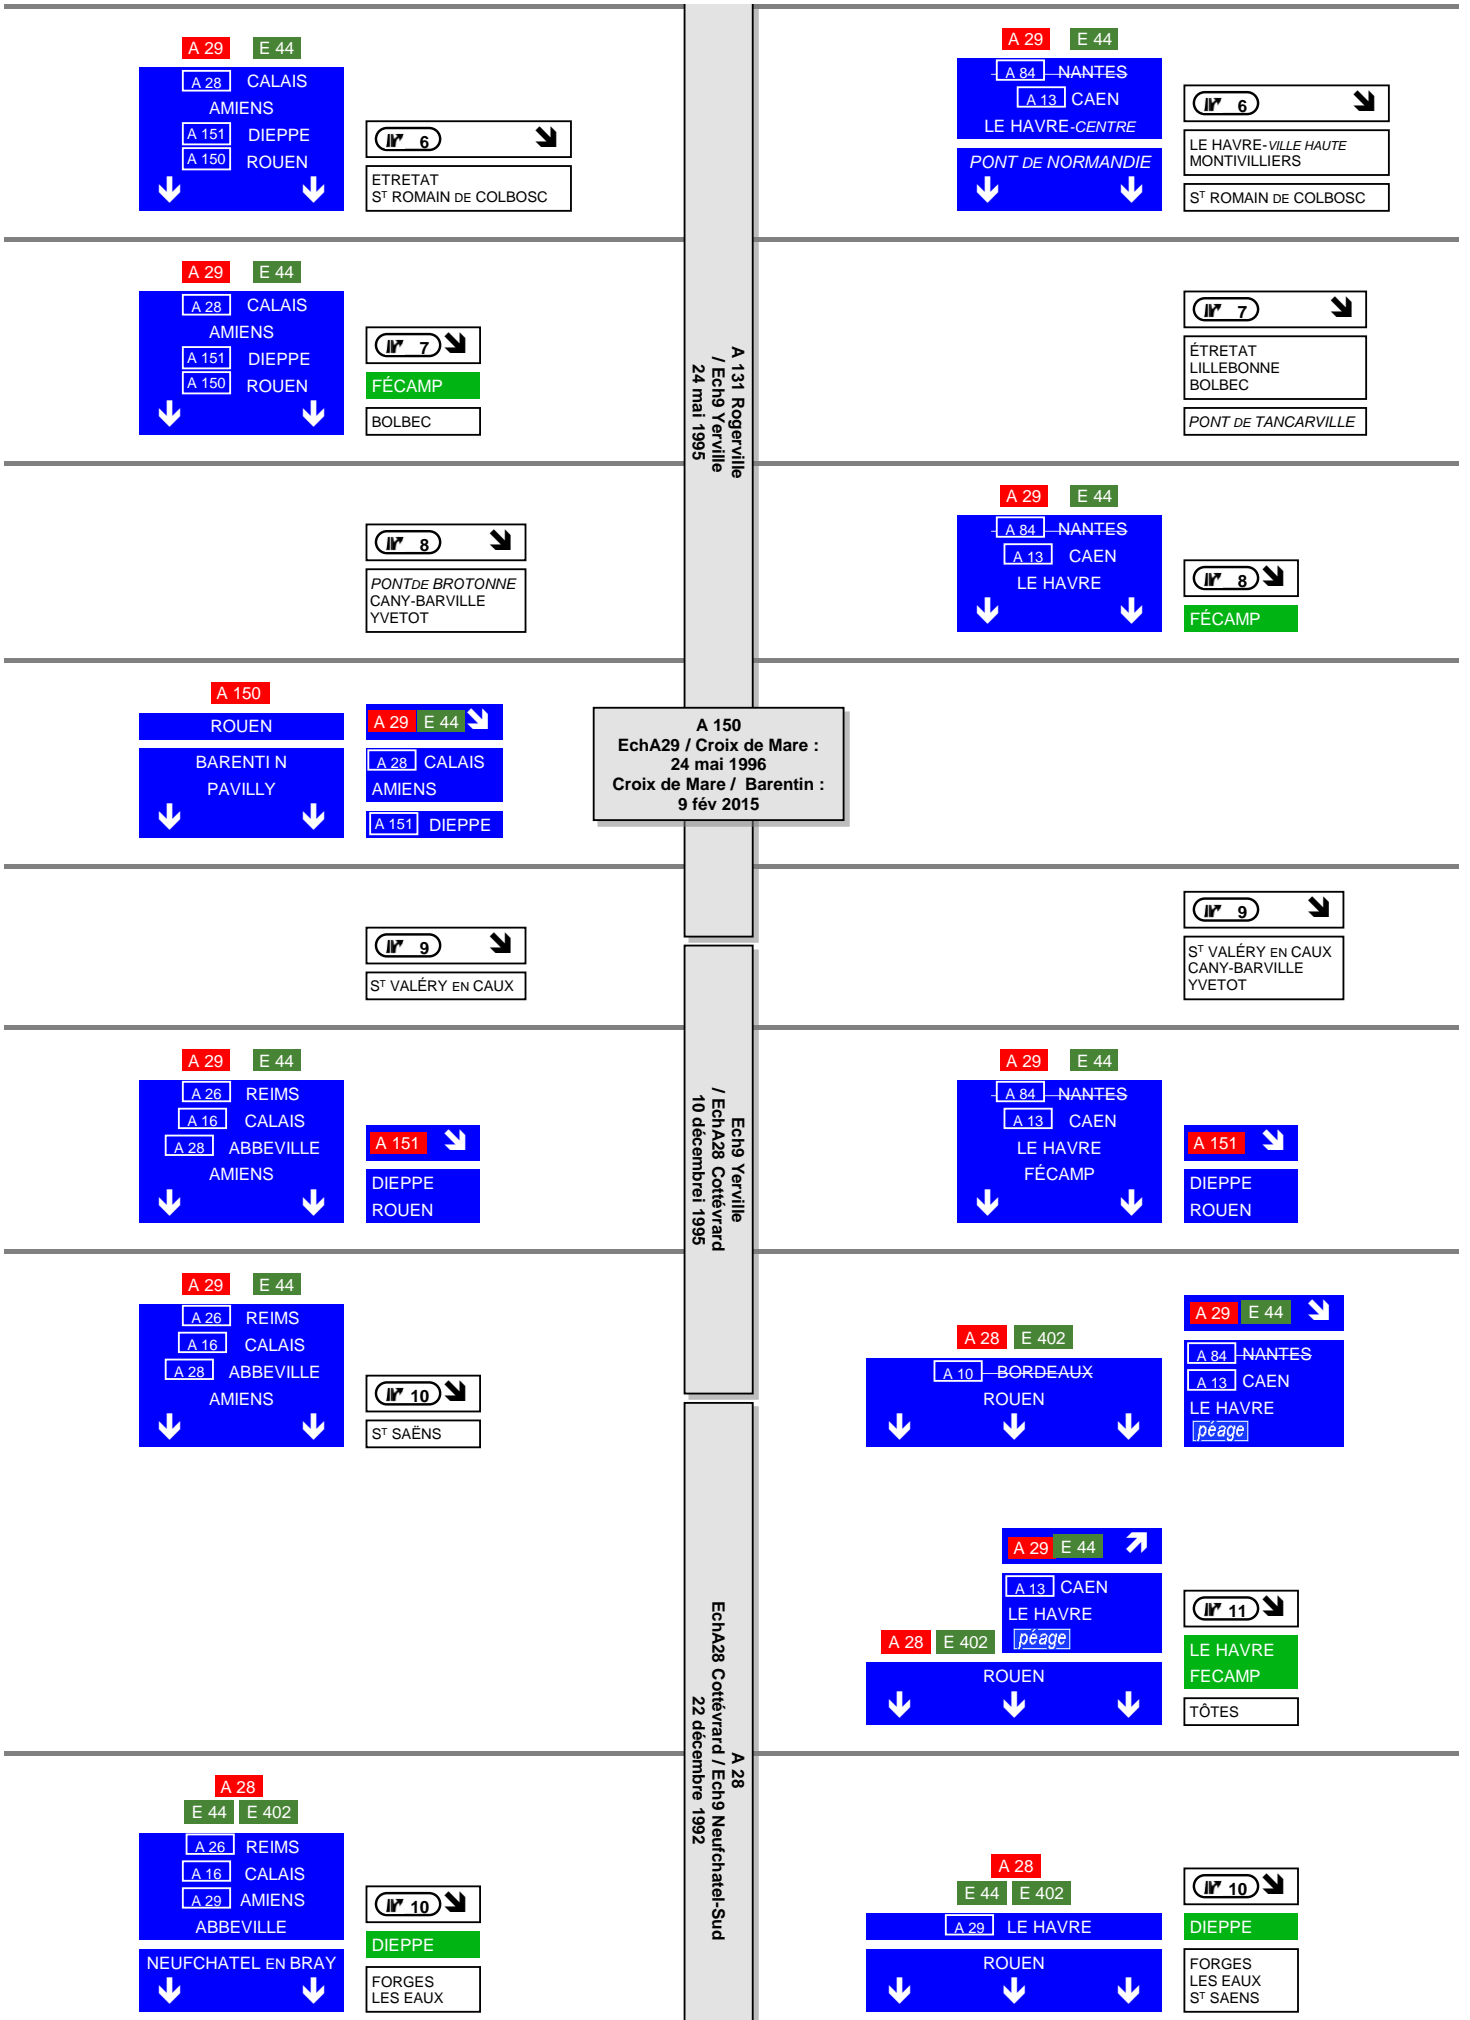 A 29 E 44
A 28 CALAIS
AMIENS
A 151 DIEPPE
A 150 ROUEN
6
ETRETAT
ST ROMAIN DE COLBOSC
A 29 E 44
A 84 NANTES
A 13 CAEN
LE HAVRE-CENTRE
PONT DE NORMANDIE
6
LE HAVRE-VILLE HAUTE
MONTIVILLIERS
ST ROMAIN DE COLBOSC
A 131 Rogerville
/ Ech9 Yerville
24 mai 1995
A 29 E 44
A 28 CALAIS
AMIENS
A 151 DIEPPE
A 150 ROUEN
7
FÉCAMP
BOLBEC
7
ÉTRETAT
LILLEBONNE
BOLBEC
PONT DE TANCARVILLE
8
PONTDE BROTONNE
CANY-BARVILLE
YVETOT
A 29 E 44
A 84 NANTES
A 13 CAEN
LE HAVRE
8
FÉCAMP
A 150
ROUEN
BARENTI N
PAVILLY
A 29 E 44
A 28 CALAIS
AMIENS
A 151 DIEPPE
A 150
EchA29 / Croix de Mare :
24 mai 1996
Croix de Mare / Barentin :
9 fév 2015
9
ST VALÉRY EN CAUX
9
ST VALÉRY EN CAUX
CANY-BARVILLE
YVETOT
Ech9 Yerville
/ EchA28 Cottévrard
10 décembrei 1995
A 29 E 44
A 26 REIMS
A 16 CALAIS
A 28 ABBEVILLE
AMIENS
A 151
DIEPPE
ROUEN
A 29 E 44
A 84 NANTES
A 13 CAEN
LE HAVRE
FÉCAMP
A 151
DIEPPE
ROUEN
A 29 E 44
A 26 REIMS
A 16 CALAIS
A 28 ABBEVILLE
AMIENS
10
ST SAËNS
A 28 E 402
A 10 BORDEAUX
ROUEN
A 29 E 44
A 84 NANTES
A 13 CAEN
LE HAVRE
péage
A 29 E 44
A 13 CAEN
LE HAVRE
péage
A 28 E 402
ROUEN
11
LE HAVRE
FECAMP
TÔTES
A 28
EchA28 Cottévrard / Ech9 Neufchatel-Sud
22 décembre 1992
A 28
E 44 E 402
A 26 REIMS
A 16 CALAIS
A 29 AMIENS
ABBEVILLE
NEUFCHATEL EN BRAY
10
DIEPPE
FORGES
LES EAUX
A 28
E 44 E 402
A 29 LE HAVRE
ROUEN
10
DIEPPE
FORGES
LES EAUX
ST SAENS